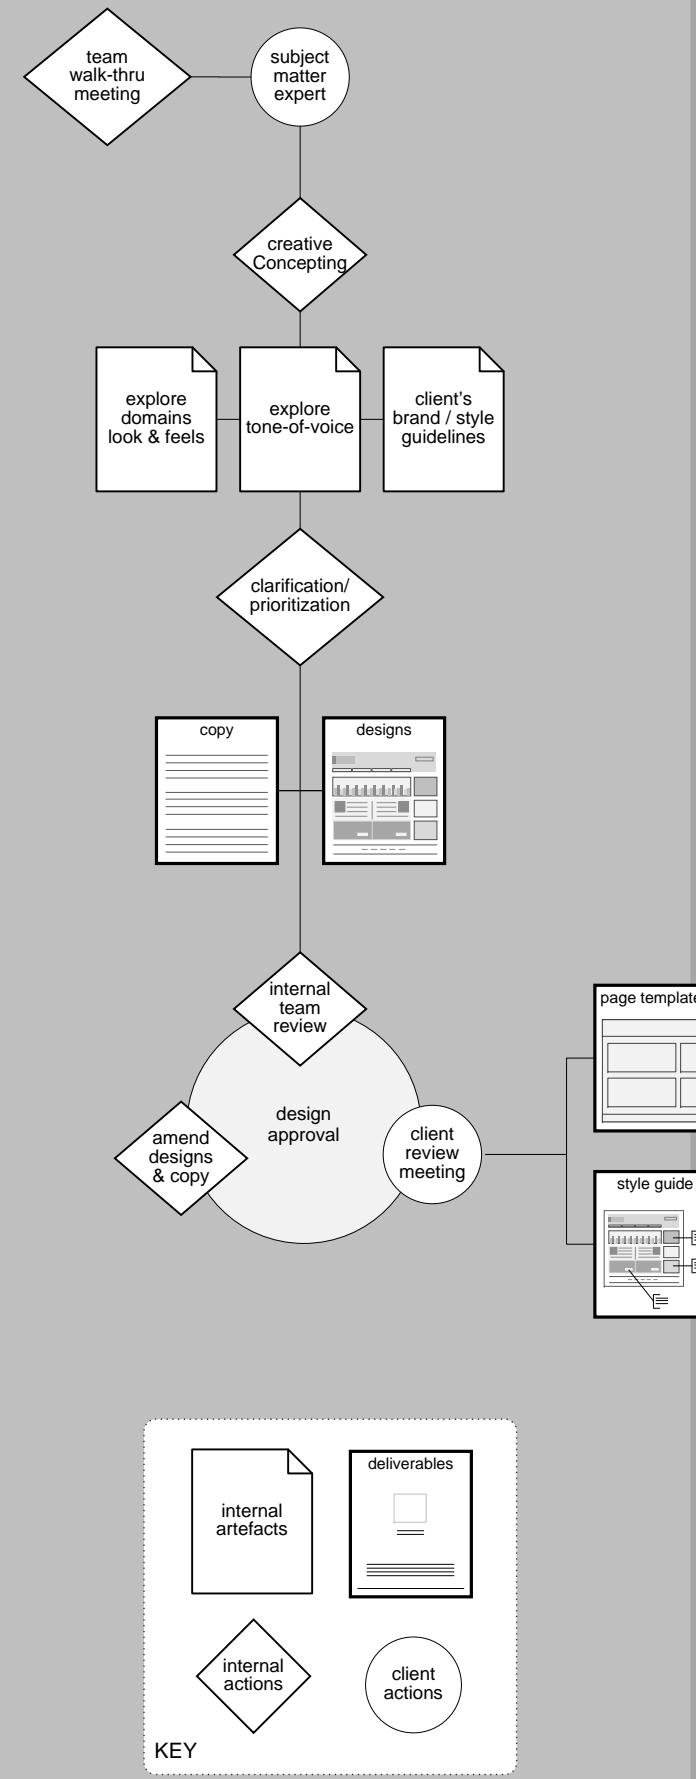 team
walk-thru
meeting
subject
matter
expert
creative
Concepting
explore
domains
look & feels
explore
tone-of-voice
client's
brand / style
guidelines
clarification/
prioritization
copy
designs
internal
team
review
design
approval
amend
designs
& copy
client
review
meeting
page template
style guide
internal
artefacts
deliverables
internal
actions
client
actions
KEY